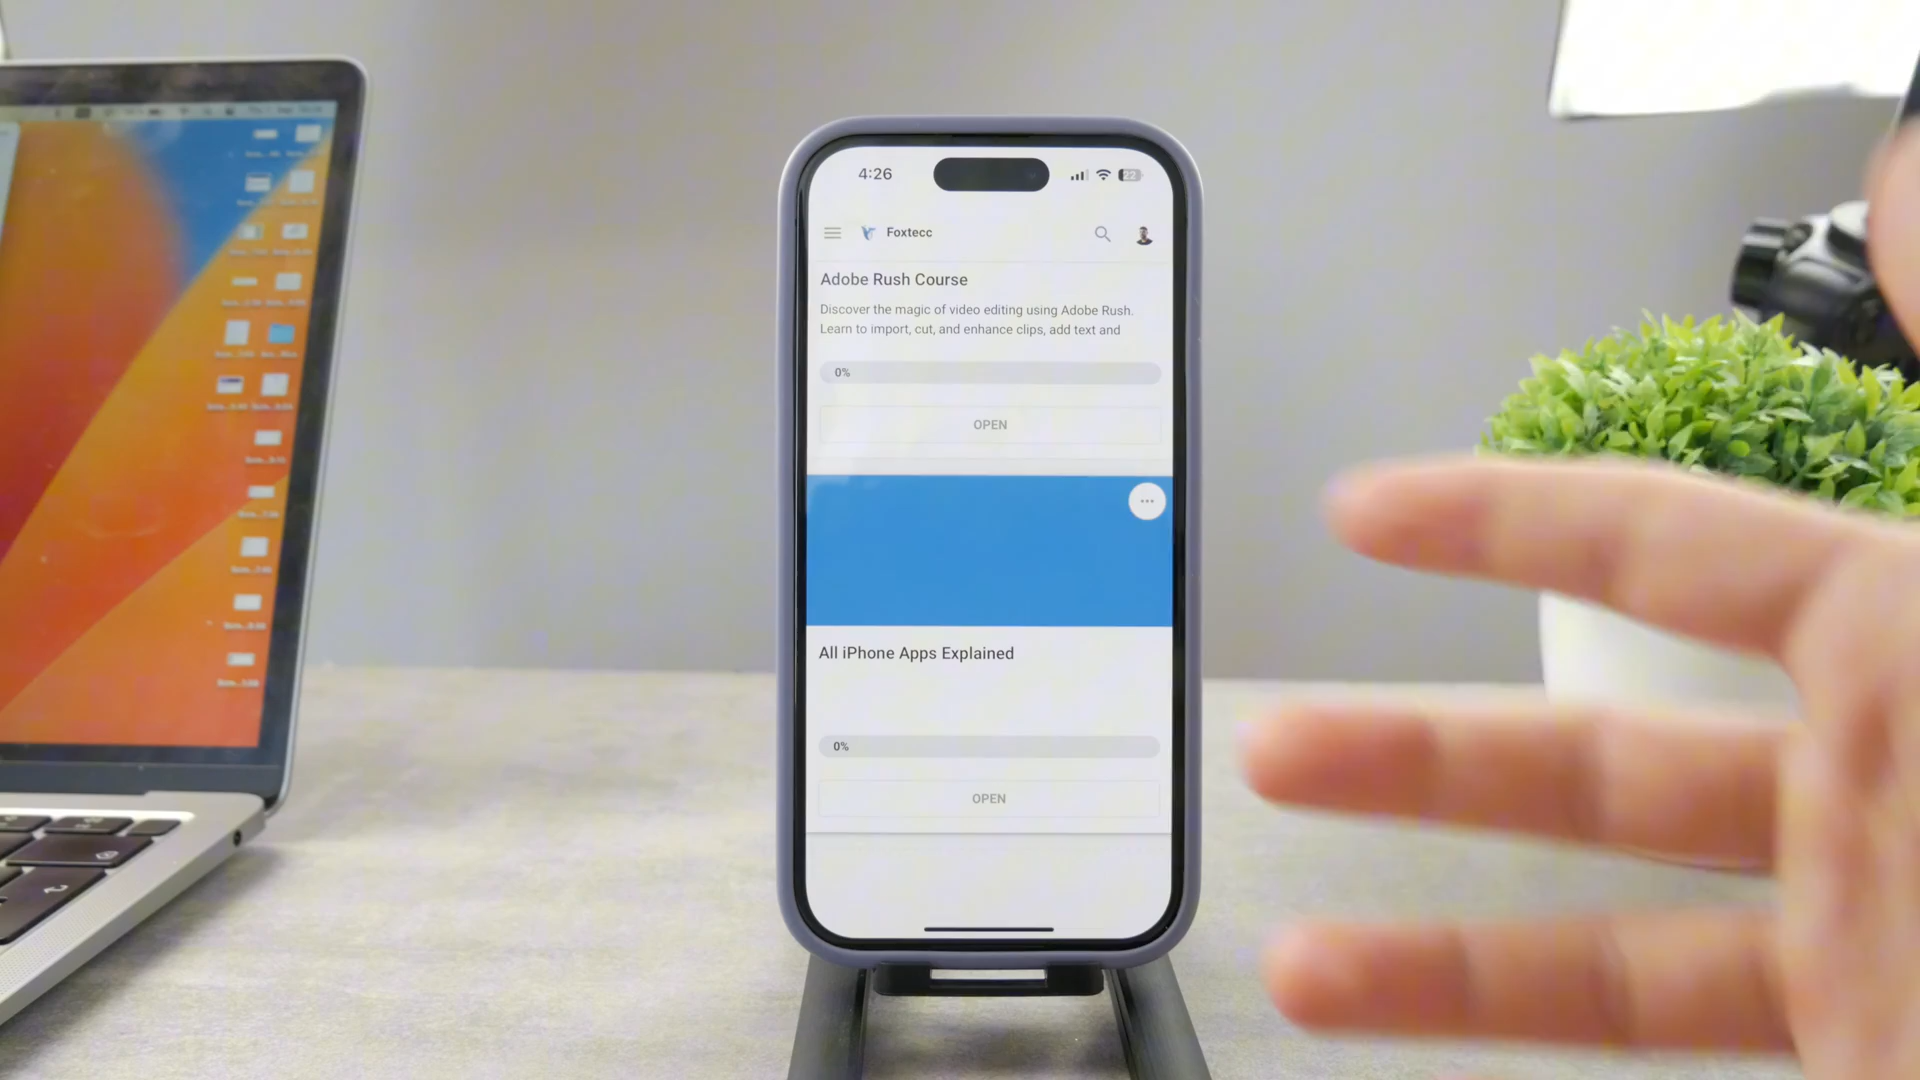 4:26
22
Foxtecc
Adobe Rush Course
Discover the magic of video editing using Adobe Rush.
Learn to import, cut, and enhance clips, add text and
0%
OPEN
All iPhone Apps Explained
0%
OPEN